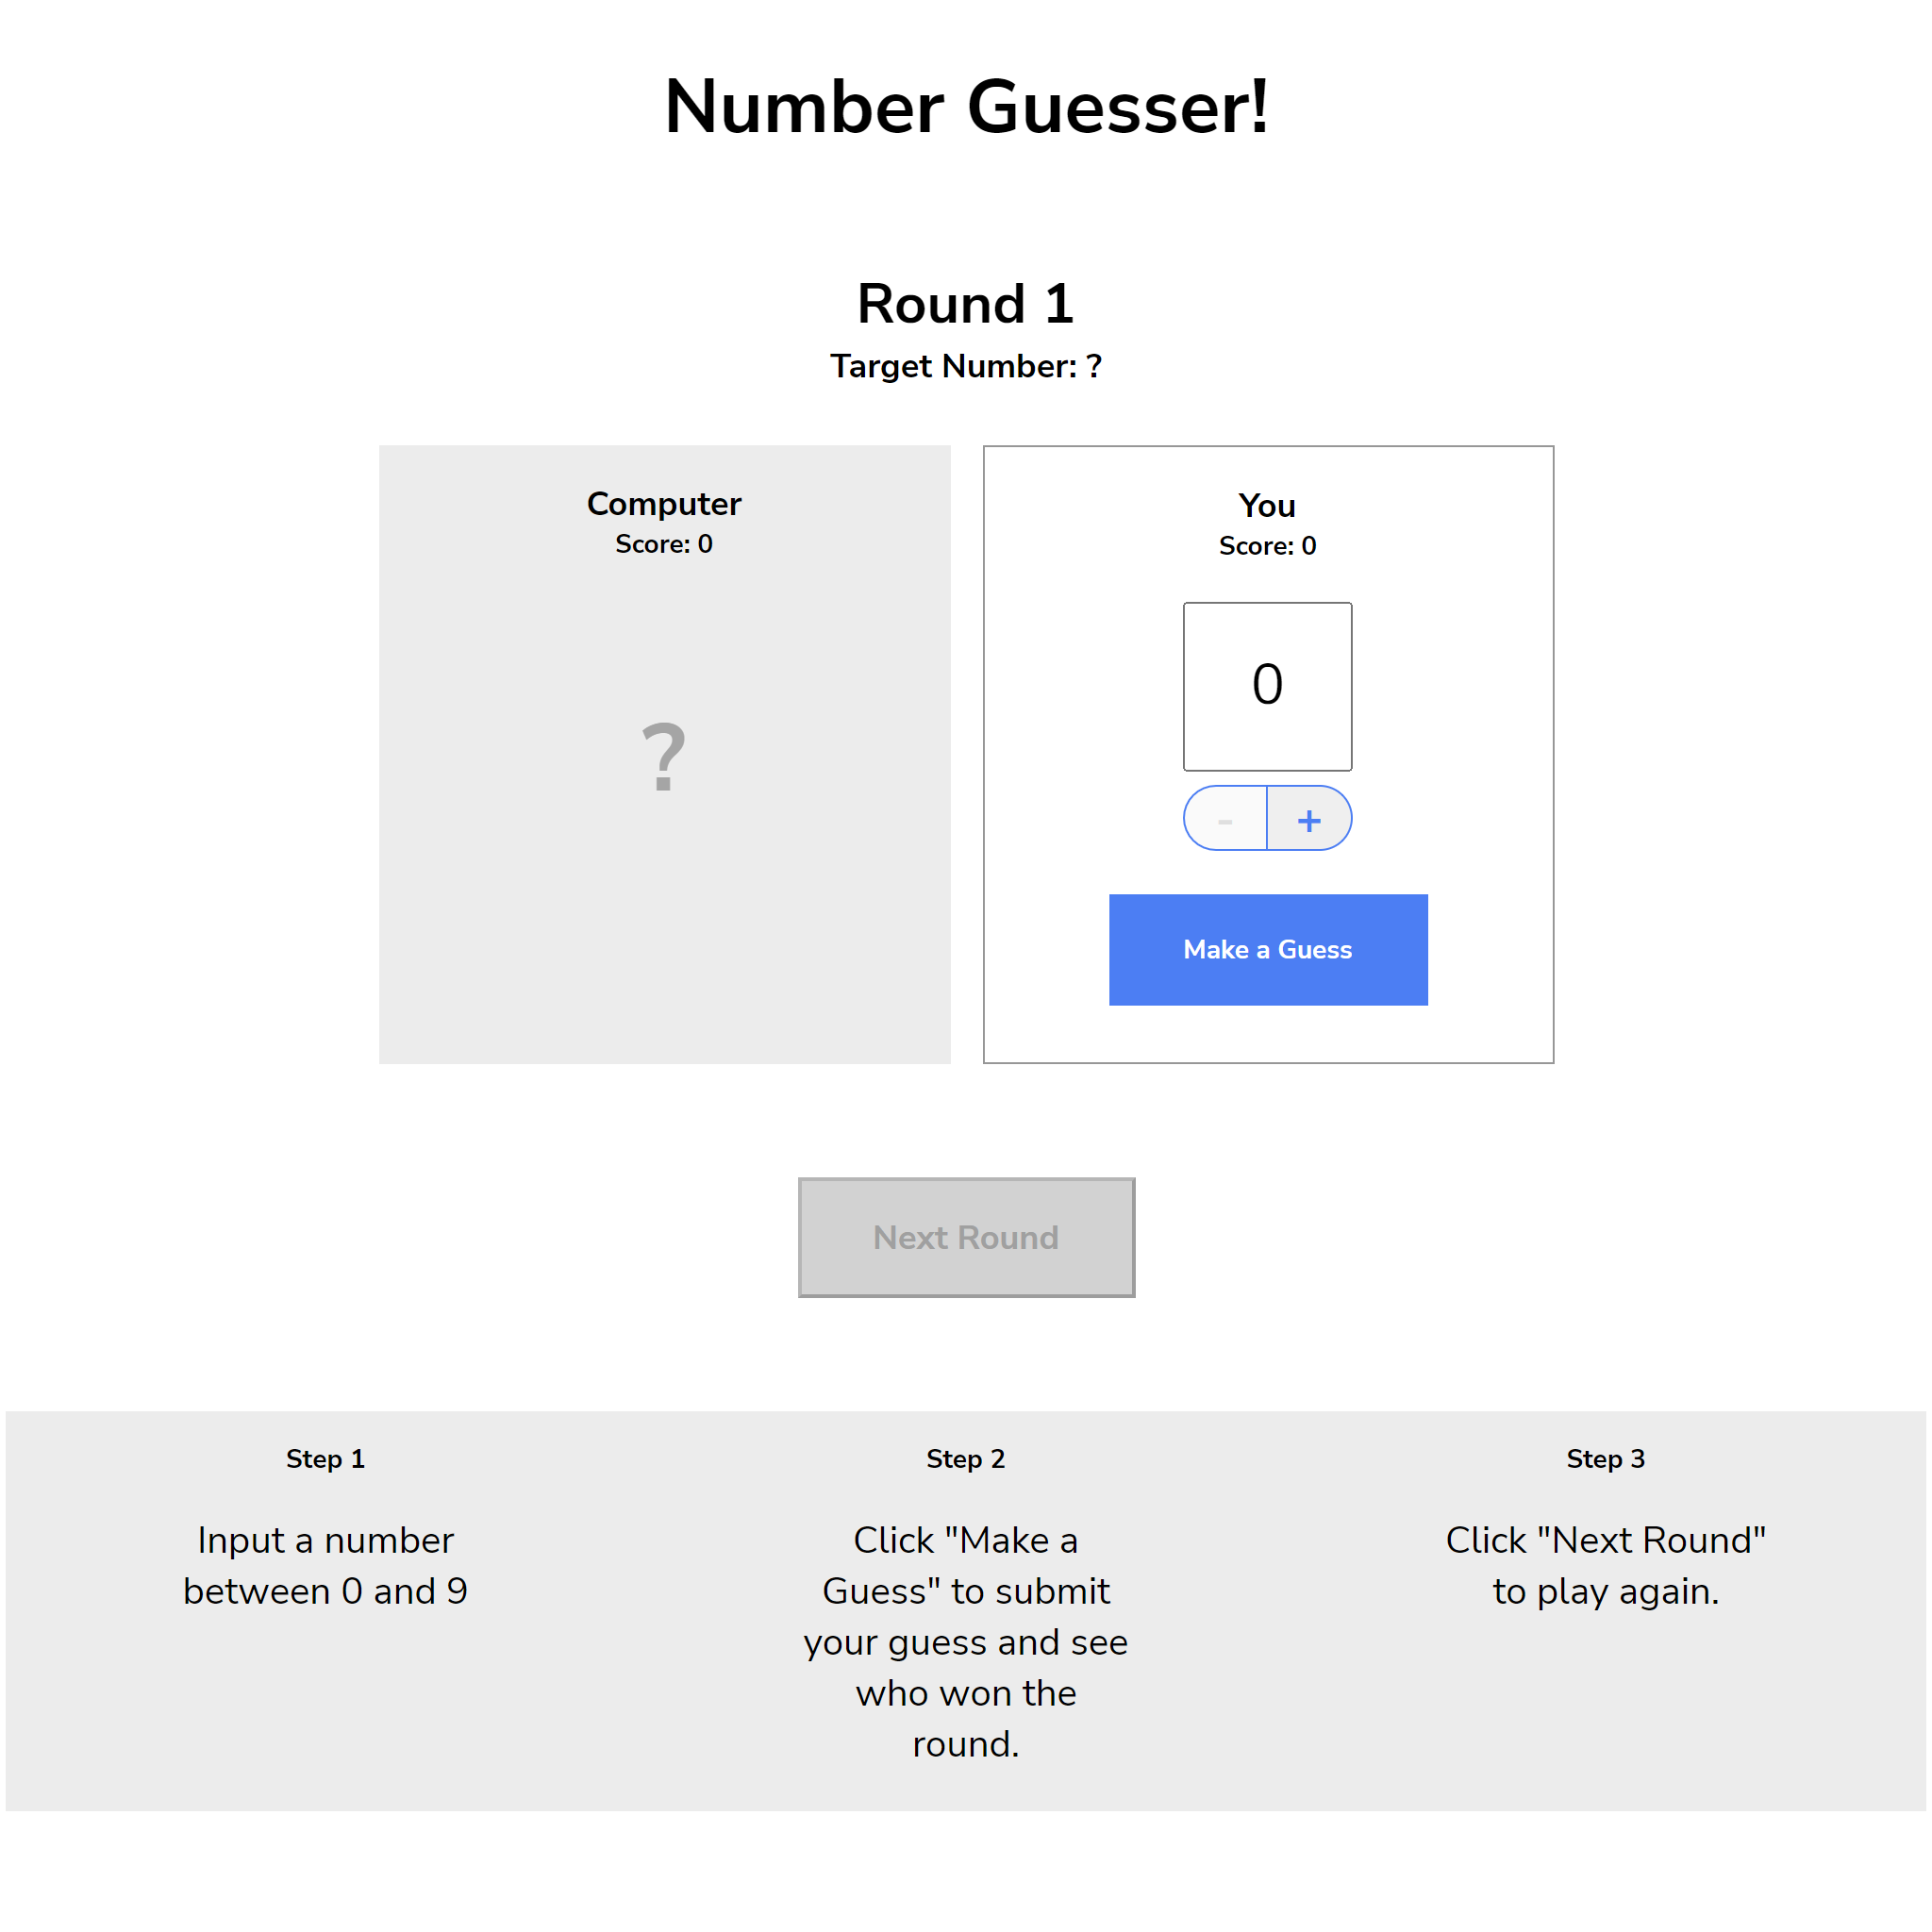 Number Guesser!
Round 1
Target Number: ?
Computer
Score: 0
?
You
Score: 0
0
- +
Make a Guess
Next Round
Step 1
Input a number
between 0 and 9
Step 2
Click "Make a
Guess" to submit
your guess and see
who won the
round.
Step 3
Click "Next Round"
to play again.